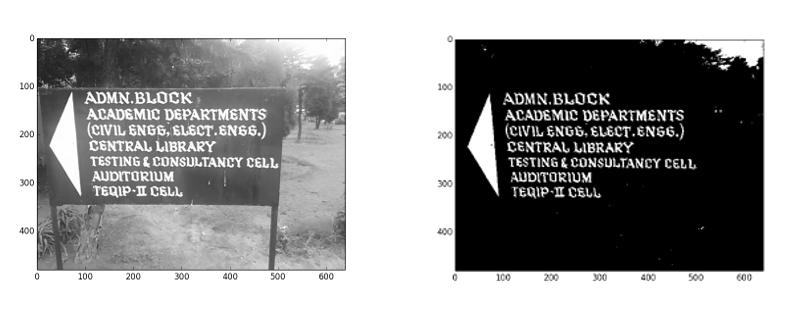 ADMN.BLOCK
ACADEMIC DEPARTMENTS
(CIVIL ENGG, ELECT.ENGG.)
CENTRAL LIBRARY
TESTING & CONSULTANCY CELL
AUDITORIUM
TEQIP-II CELL
0
100
200
300
400
0 100 200 300 400 500 600
ADMN.BLOCK
ACADEMIC DEPARTMENTS
(CIVIL ENGG, ELECT.ENGG.)
CENTRAL LIBRARY
TESTING & CONSULTANCY CELL
AUDITORIUM
TEQIP-II CELL
0
100
200
300
400
0 100 200 300 400 500 600